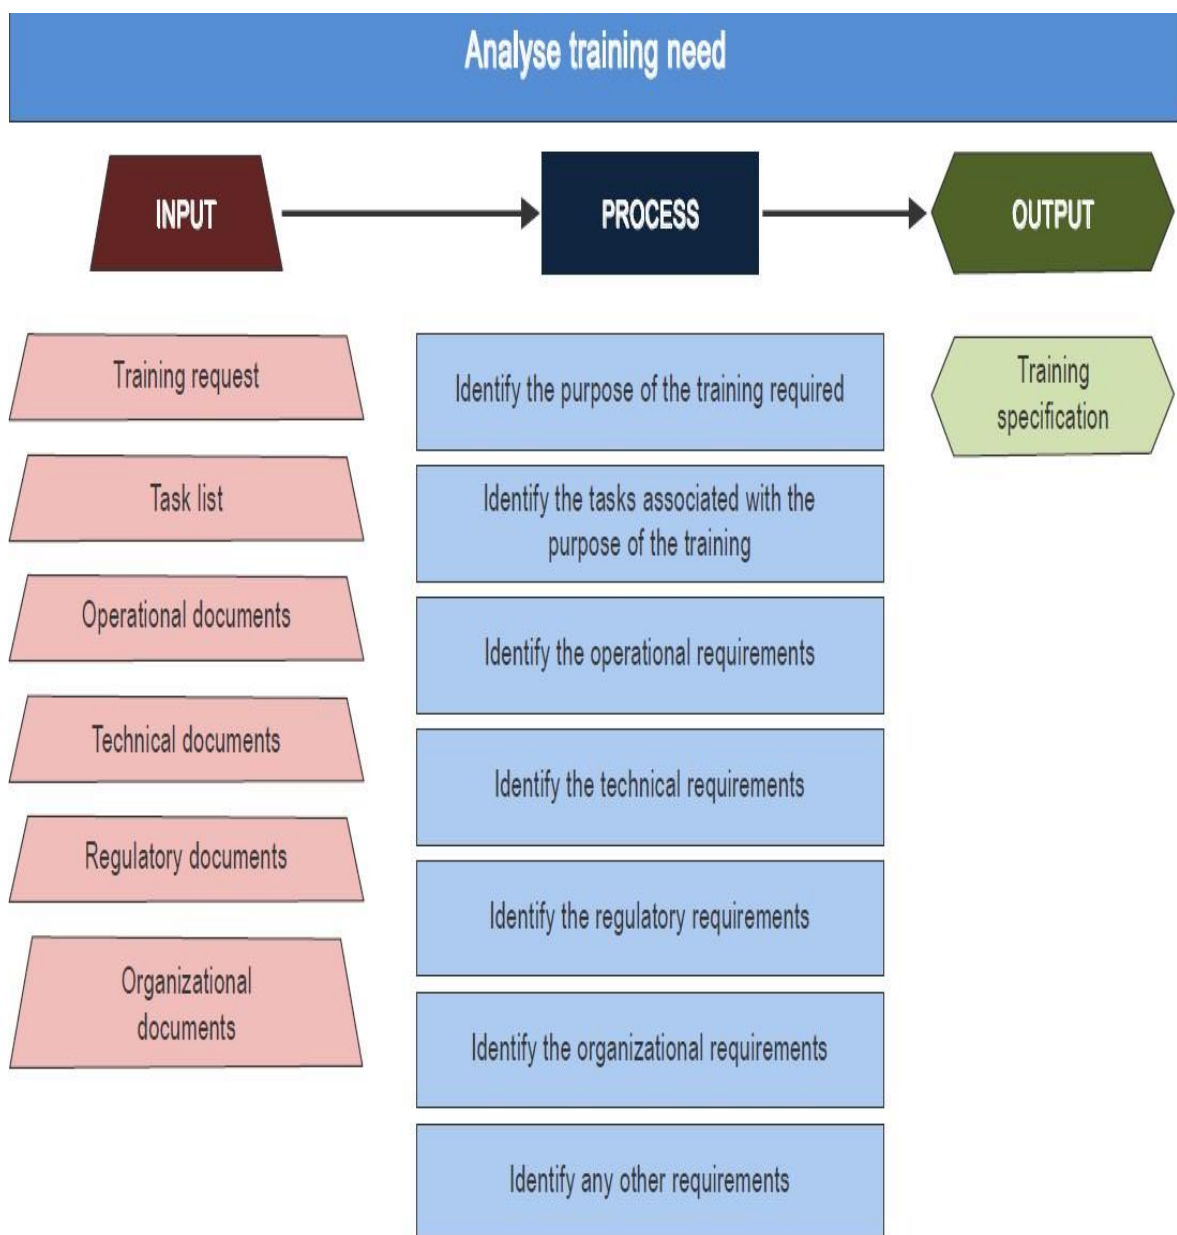 Analyse training need
INPUT
PROCESS
OUTPUT
Training request
Task list
Operational documents
Technical documents
Regulatory documents
Organizational
documents
Identify the purpose of the training required
Identify the tasks associated with the
purpose of the training
Identify the operational requirements
Identify the technical requirements
Identify the regulatory requirements
Identify the organizational requirements
Identify any other requirements
Training
specification